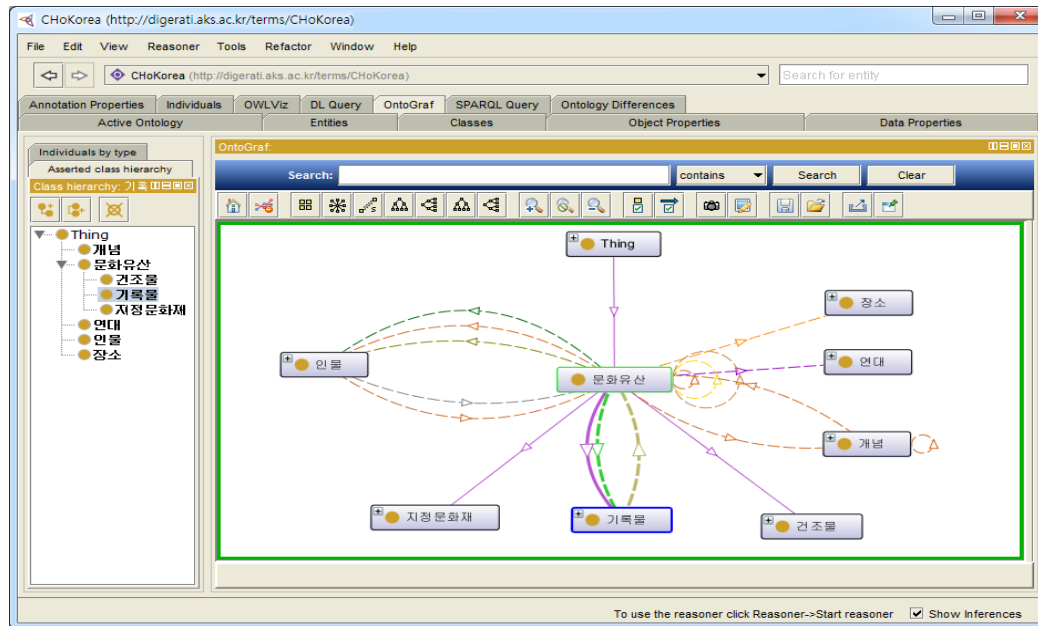 CHoKorea (http://digerati.aks.ac.kr/terms/CHoKorea)
File Edit View Reasoner Tools Refactor Window Help
CHoKorea (http://digerati.aks.ac.kr/terms/CHoKorea) Search for entity
Annotation Properties Individuals OWLViz DL Query OntoGraf SPARQL Query Ontology Differences
Active Ontology Entities Classes Object Properties Data Properties
Individuals by type
Asserted class hierarchy
Class hierarchy: 기록
Thing
개념
문화유산
건조물
기록물
지정문화재
연대
인물
장소
OntoGraf:
Search: contains Search Clear
Thing
장소
인물
연대
문화유산
개념
지정문화재
기록물
건조물
To use the reasoner click Reasoner->Start reasoner Show Inferences